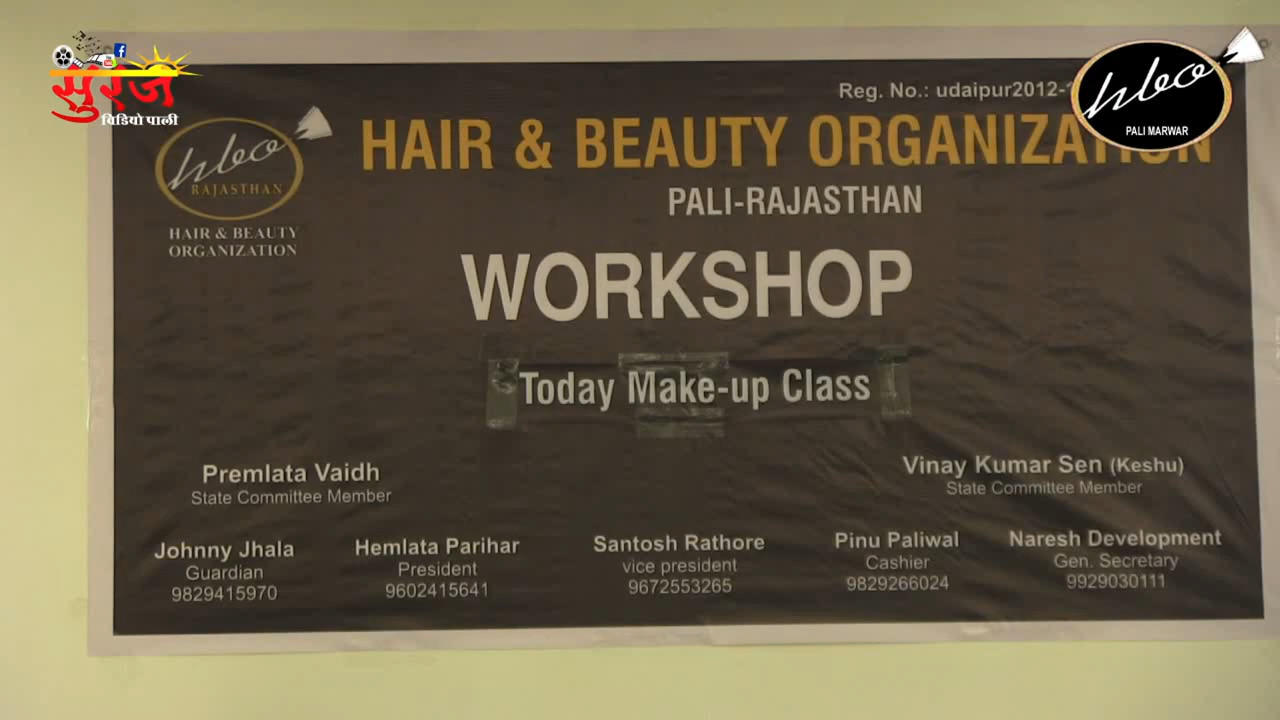 सुरज
विडियो पाली
hbo
PALI MARWAR
Reg. No.: udaipur2012-
HAIR & BEAUTY ORGANIZATION
PALI-RAJASTHAN
hbo
RAJASTHAN
HAIR & BEAUTY
ORGANIZATION
WORKSHOP
Today Make-up Class
Premlata Vaidh
State Committee Member
Vinay Kumar Sen (Keshu)
State Committee Member
Johnny Jhala
Guardian
9829415970
Hemlata Parihar
President
9602415641
Santosh Rathore
vice president
9672553265
Pinu Paliwal
Cashier
9829266024
Naresh Development
Gen. Secretary
9929030111